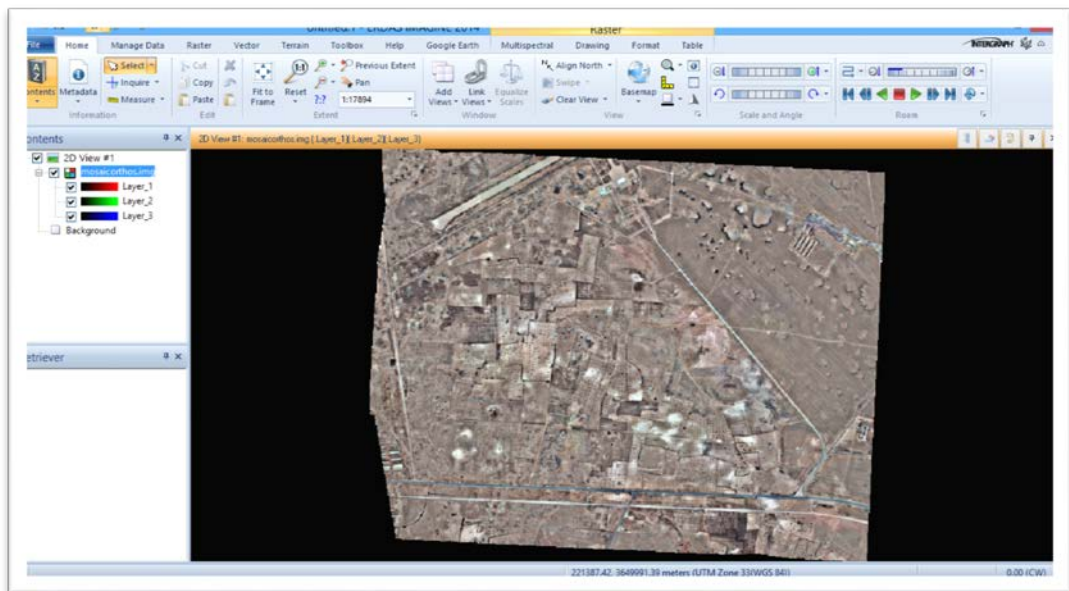 Untitled:1 - ERDAS IMAGINE 2014
Raster
File Home Manage Data Raster Vector Terrain Toolbox Help Google Earth Multispectral Drawing Format Table
INTERGRAPH
Contents
Metadata
Select
Inquire
Measure
Information
Cut
Copy
Paste
Edit
Fit to Frame
1:1
Reset
Previous Extent
Pan
1:17894
Extent
Add Views
Link Views
Equalize Scales
Window
Align North
Swipe
Clear View
Basemap
View
Scale and Angle
Roam
ontents
2D View #1
mosaicorthos.img
Layer_1
Layer_2
Layer_3
Background
etriever
2D View #1: mosaicorthos.img (:Layer_1)(:Layer_2)(:Layer_3)
221387.42, 3649991.39 meters (UTM Zone 33(WGS 84))
0.00 (CW)